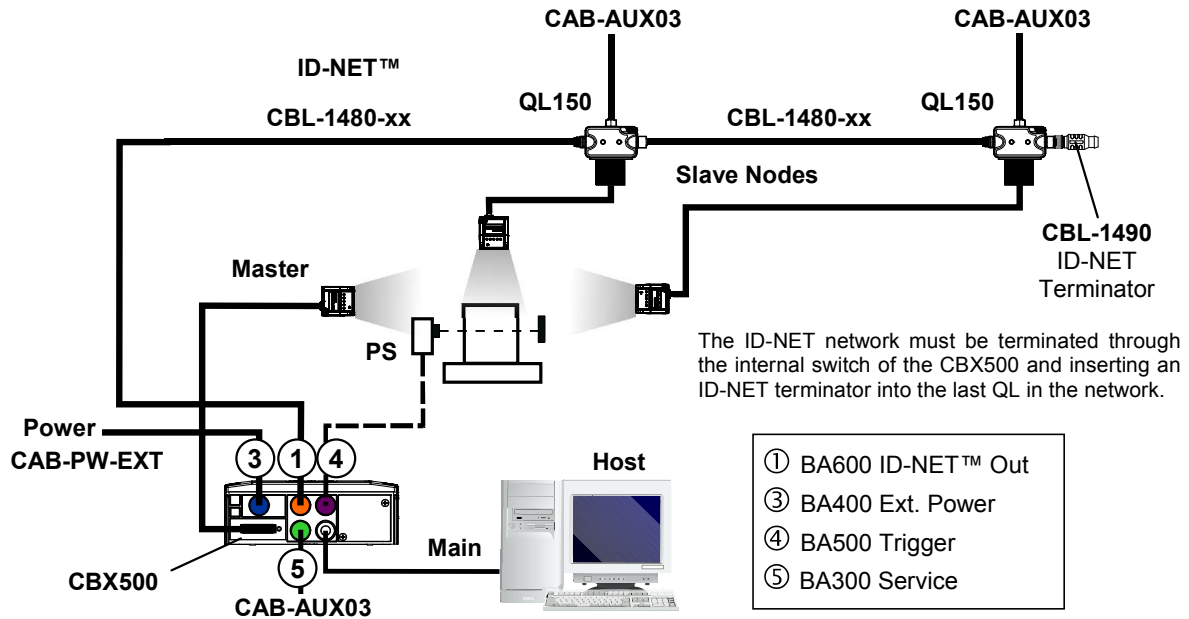 CAB-AUX03
CAB-AUX03
ID-NET™
QL150
QL150
CBL-1480-xx
CBL-1480-xx
Slave Nodes
CBL-1490
ID-NET
Terminator
Master
PS
The ID-NET network must be terminated through
the internal switch of the CBX500 and inserting an
ID-NET terminator into the last QL in the network.
Power
CAB-PW-EXT
3
1
4
Host
① BA600 ID-NET™ Out
③ BA400 Ext. Power
④ BA500 Trigger
⑤ BA300 Service
Main
5
CBX500
CAB-AUX03